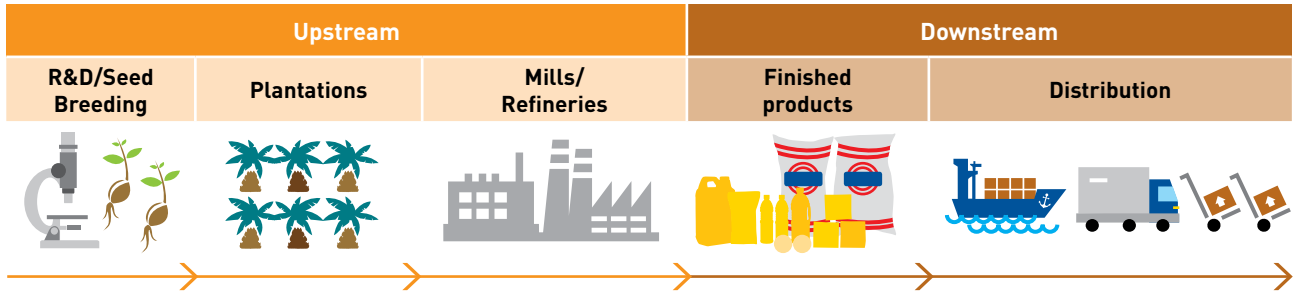 Upstream
Downstream
R&D/Seed
Breeding
Plantations
Mills/
Refineries
Finished
products
Distribution